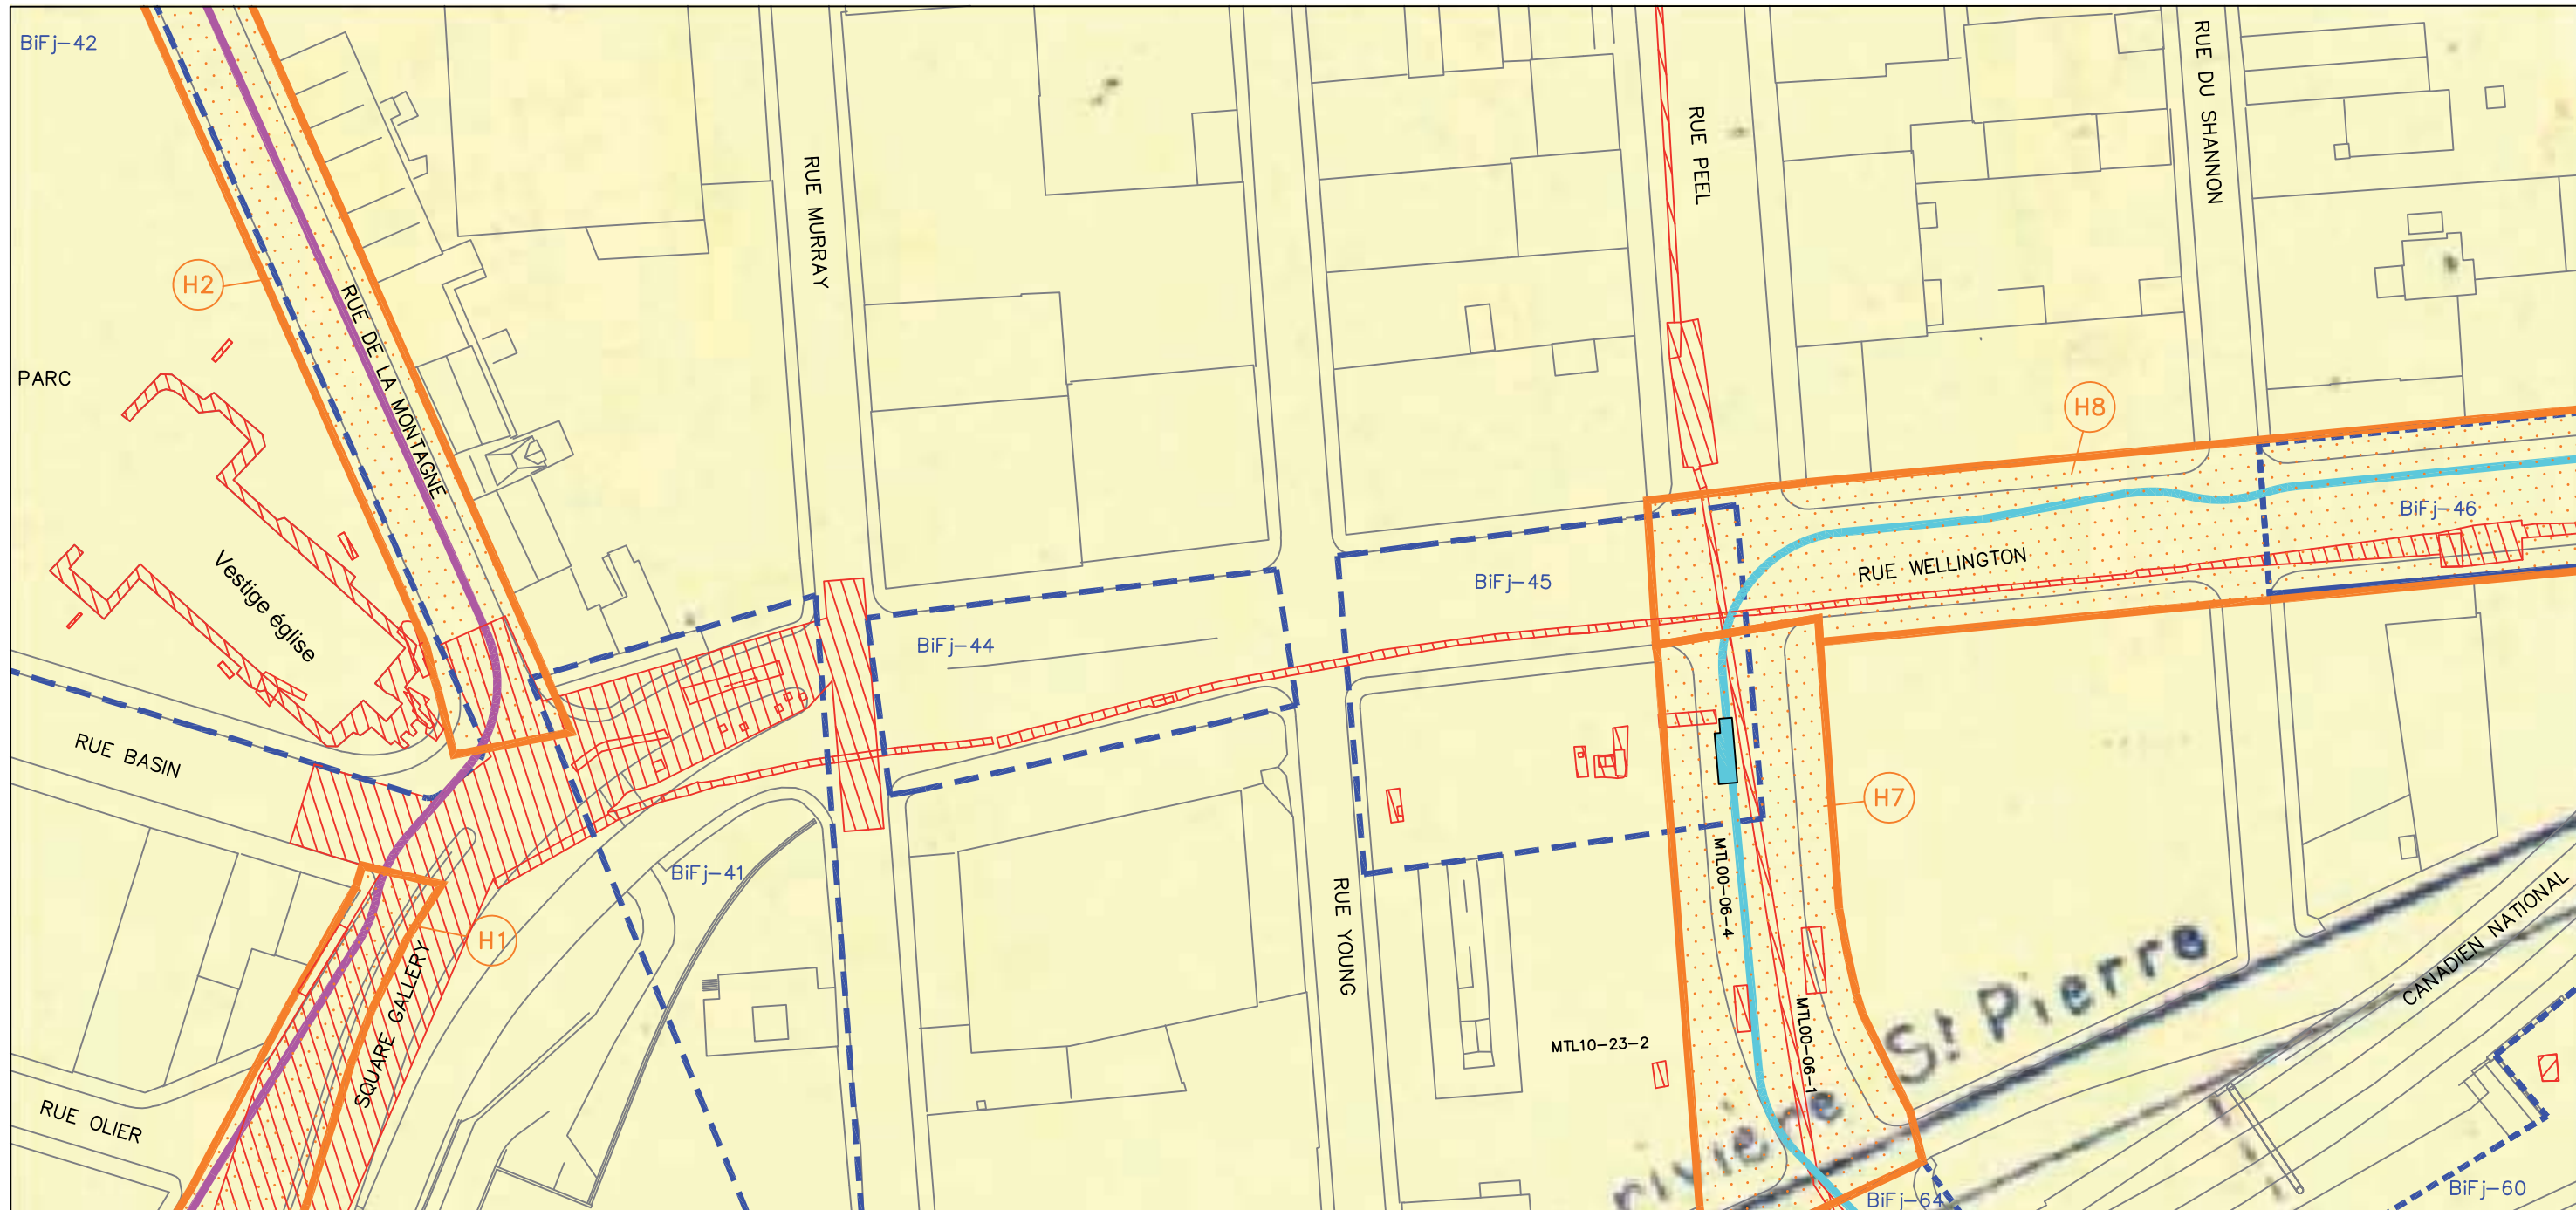 BiFj-42
RUE DU SHANNON
RUE PEEL
RUE MURRAY
H2
RUE DE LA MONTAGNE
PARC
H8
BiFj-46
Vestige église
RUE WELLINGTON
BiFj-45
BiFj-44
RUE BASIN
H7
BiFj-41
MTL00-06-4
RUE YOUNG
H1
SQUARE GALLERY
CANADIEN NATIONAL
rivière St Pierre
MTL00-06-1
MTL10-23-2
RUE OLIER
BiFj-64
BiFj-60